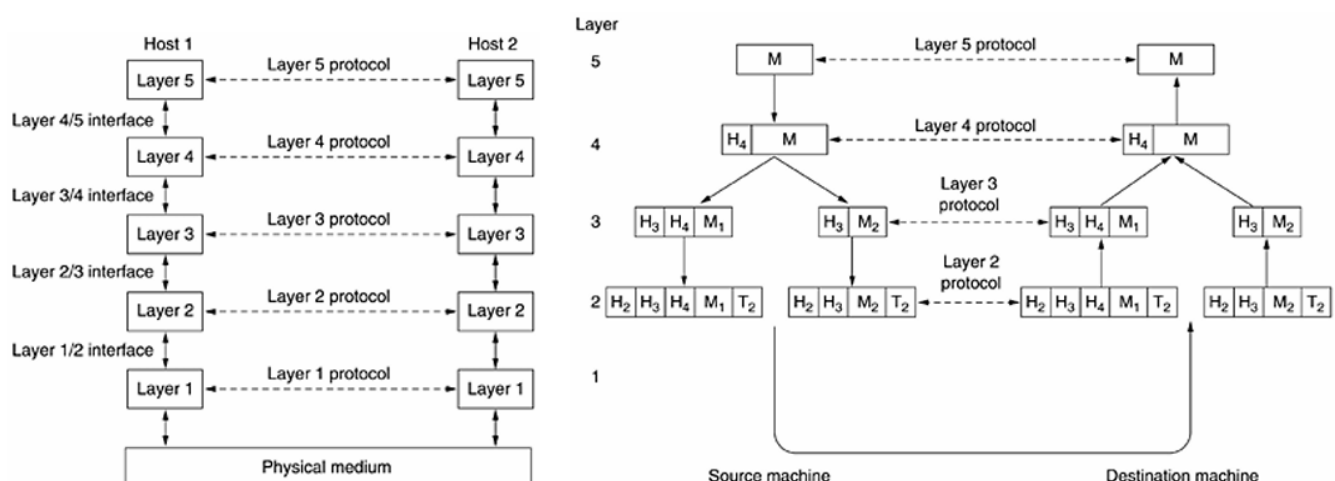 Host 1
Host 2
Layer 5
Layer 5 protocol
Layer 5
Layer 4/5 interface
Layer 4
Layer 4 protocol
Layer 4
Layer 3/4 interface
Layer 3
Layer 3 protocol
Layer 3
Layer 2/3 interface
Layer 2
Layer 2 protocol
Layer 2
Layer 1/2 interface
Layer 1
Layer 1 protocol
Layer 1
Physical medium
Layer
5
M
Layer 5 protocol
M
4
H4 M
Layer 4 protocol
H4 M
3
H3 H4 M1
H3 M2
Layer 3
protocol
H3 H4 M1
H3 M2
2
H2 H3 H4 M1 T2
H2 H3 M2 T2
Layer 2
protocol
H2 H3 H4 M1 T2
H2 H3 M2 T2
1
Source machine
Destination machine